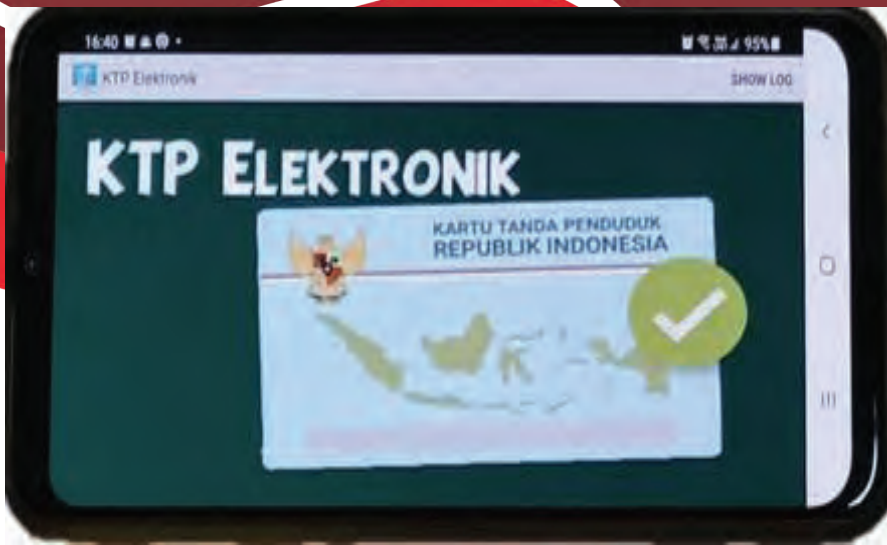 16:40
95%
KTP Elektronik
SHOW LOG
KTP ELEKTRONIK
KARTU TANDA PENDUDUK
REPUBLIK INDONESIA